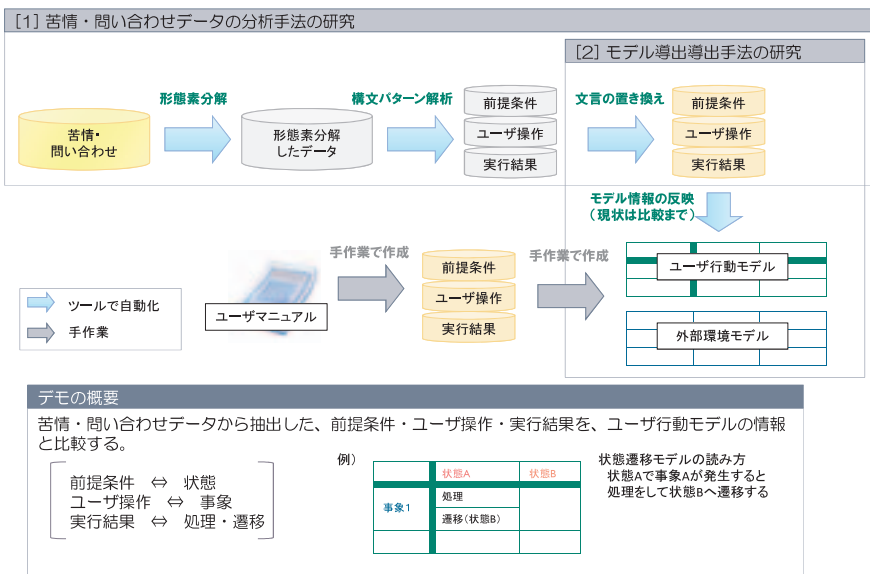 [1] 苦情・問い合わせデータの分析手法の研究
[2] モデル導出導出手法の研究
形態素分解
構文パターン解析
文言の置き換え
苦情・
問い合わせ
形態素分解
したデータ
前提条件
ユーザ操作
実行結果
前提条件
ユーザ操作
実行結果
モデル情報の反映
(現状は比較まで)
手作業で作成
手作業で作成
ユーザマニュアル
前提条件
ユーザ操作
実行結果
ユーザ行動モデル
外部環境モデル
ツールで自動化
手作業
デモの概要
苦情・問い合わせデータから抽出した、前提条件・ユーザ操作・実行結果を、ユーザ行動モデルの情報
と比較する。
前提条件 ⇔ 状態
ユーザ操作 ⇔ 事象
実行結果 ⇔ 処理・遷移
例)
状態A
状態B
事象1
処理
遷移(状態B)
状態遷移モデルの読み方
状態Aで事象Aが発生すると
処理をして状態Bへ遷移する